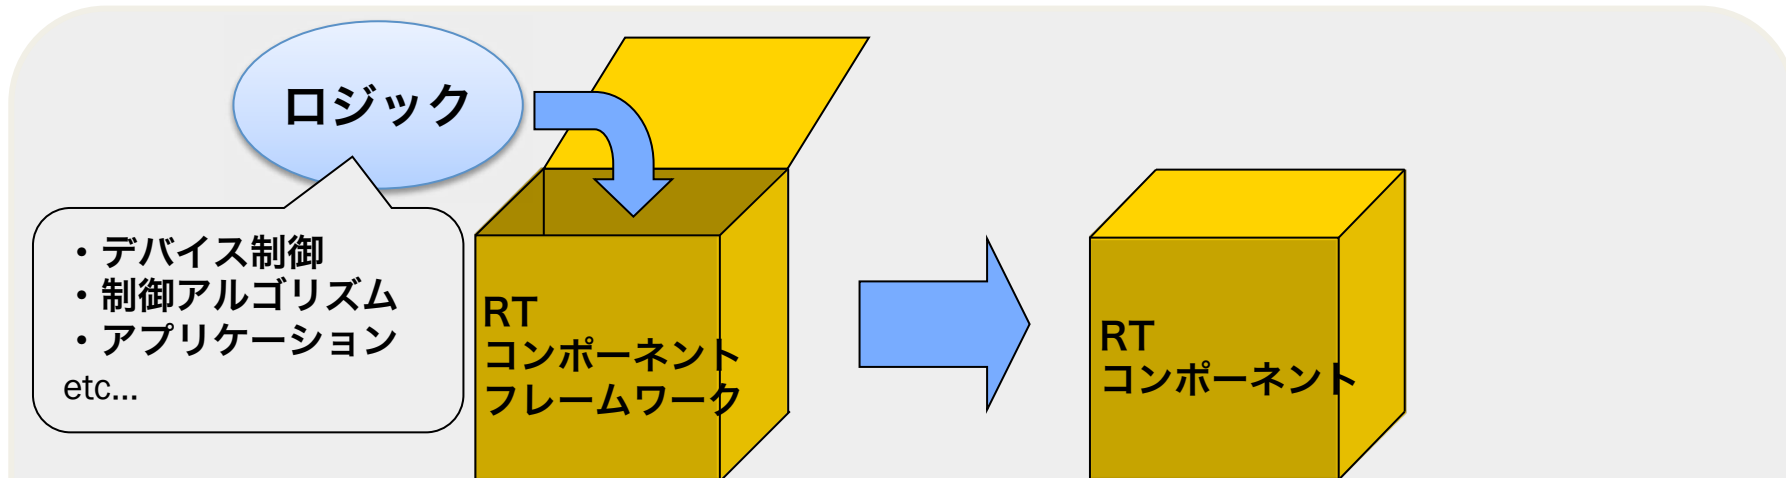 ロジック
・デバイス制御
・制御アルゴリズム
・アプリケーション
etc...
RT
コンポーネント
フレームワーク
RT
コンポーネント